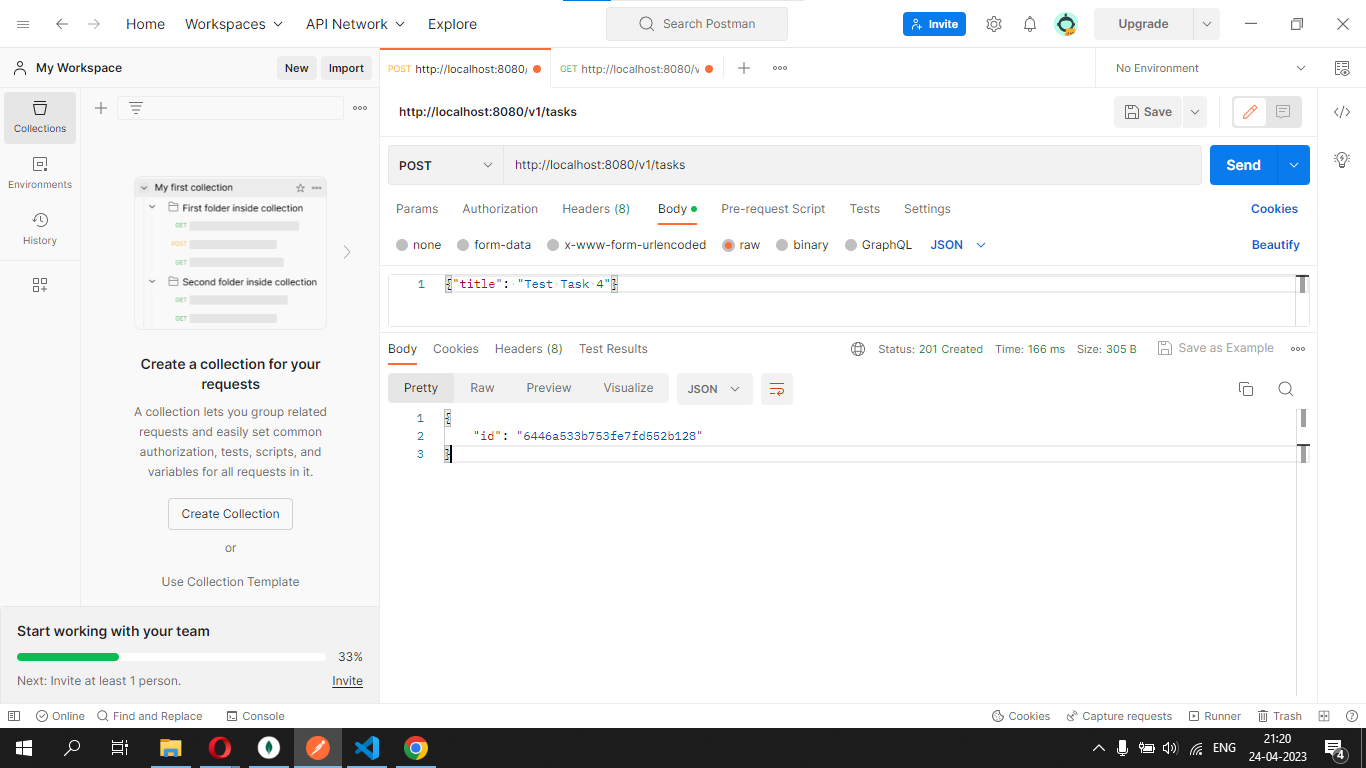 Home Workspaces API Network Explore Search Postman Invite Upgrade
My Workspace New Import
POST http://localhost:8080/ GET http://localhost:8080/v No Environment
Collections
Environments
History
My first collection
First folder inside collection
GET
POST
GET
Second folder inside collection
GET
GET
Create a collection for your
requests
A collection lets you group related
requests and easily set common
authorization, tests, scripts, and
variables for all requests in it.
Create Collection
or
Use Collection Template
Start working with your team
33%
Next: Invite at least 1 person. Invite
http://localhost:8080/v1/tasks Save
POST http://localhost:8080/v1/tasks Send
Params Authorization Headers (8) Body Pre-request Script Tests Settings Cookies
none form-data x-www-form-urlencoded raw binary GraphQL JSON Beautify
1 {"title": "Test Task 4"}
Body Cookies Headers (8) Test Results Status: 201 Created Time: 166 ms Size: 305 B Save as Example
Pretty Raw Preview Visualize JSON
1 {
2 "id": "6446a533b753fe7fd552b128"
3 }
Online Find and Replace Console Cookies Capture requests Runner Trash
ENG 21:20
24-04-2023
4